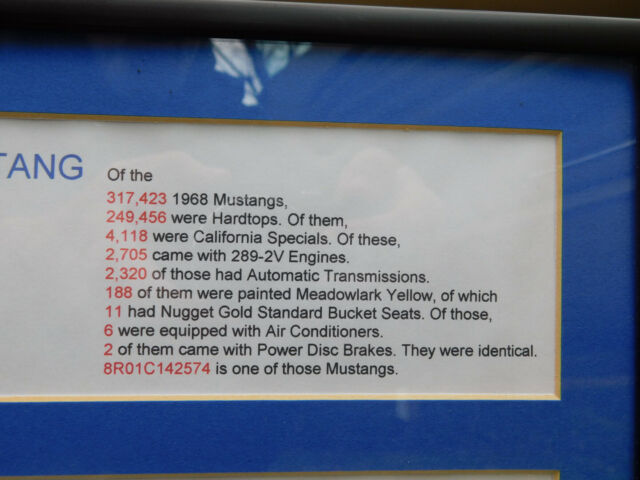 TANG
Of the
317,423 1968 Mustangs,
249,456 were Hardtops. Of them,
4,118 were California Specials. Of these,
2,705 came with 289-2V Engines.
2,320 of those had Automatic Transmissions.
188 of them were painted Meadowlark Yellow, of which
11 had Nugget Gold Standard Bucket Seats. Of those,
6 were equipped with Air Conditioners.
2 of them came with Power Disc Brakes. They were identical.
8R01C142574 is one of those Mustangs.